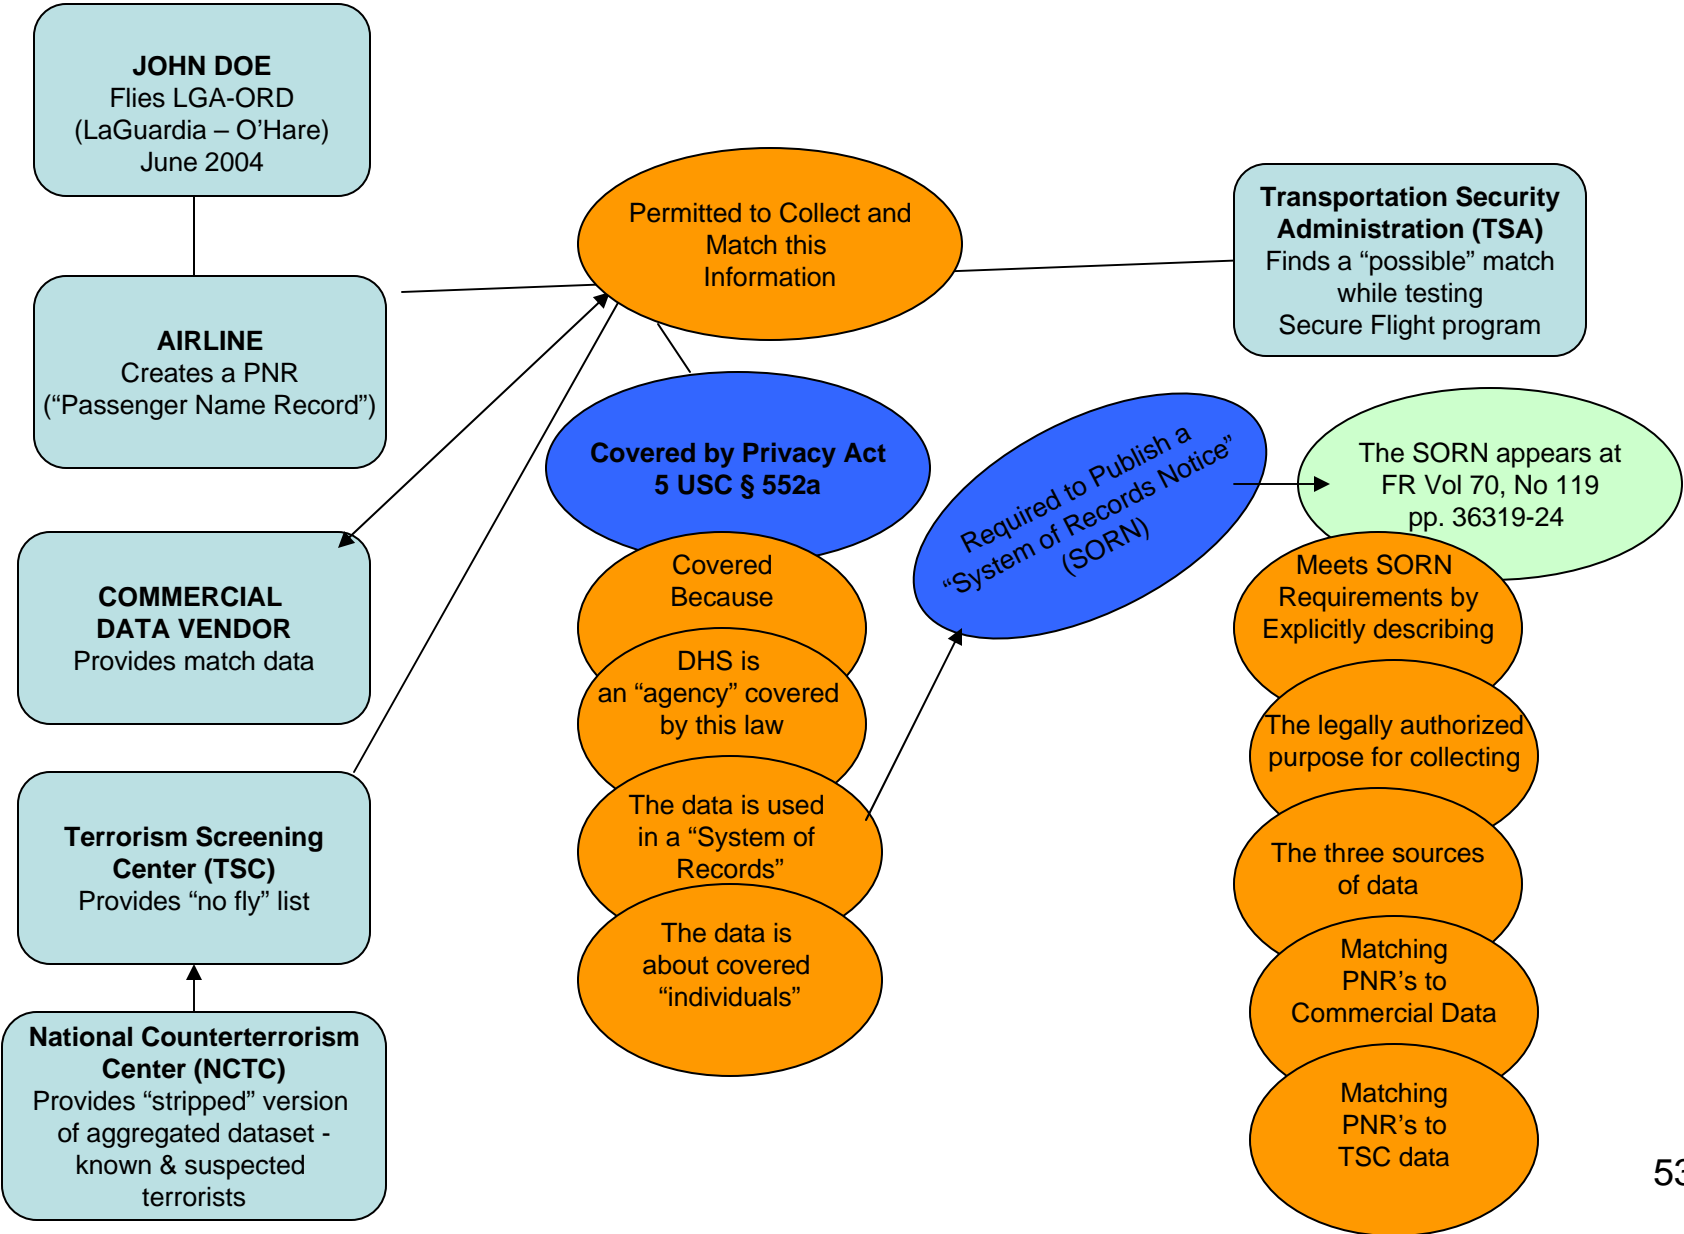 JOHN DOE
Flies LGA-ORD
(LaGuardia – O’Hare)
June 2004
AIRLINE
Creates a PNR
(“Passenger Name Record”)
COMMERCIAL
DATA VENDOR
Provides match data
Terrorism Screening
Center (TSC)
Provides “no fly” list
National Counterterrorism
Center (NCTC)
Provides “stripped” version
of aggregated dataset -
known & suspected
terrorists
Permitted to Collect and
Match this
Information
Covered by Privacy Act
5 USC § 552a
Covered
Because
DHS is
an “agency” covered
by this law
The data is used
in a “System of
Records”
The data is
about covered
“individuals”
Required to Publish a
“System of Records Notice”
(SORN)
Transportation Security
Administration (TSA)
Finds a “possible” match
while testing
Secure Flight program
The SORN appears at
FR Vol 70, No 119
pp. 36319-24
Meets SORN
Requirements by
Explicitly describing
The legally authorized
purpose for collecting
The three sources
of data
Matching
PNR’s to
Commercial Data
Matching
PNR’s to
TSC data
53